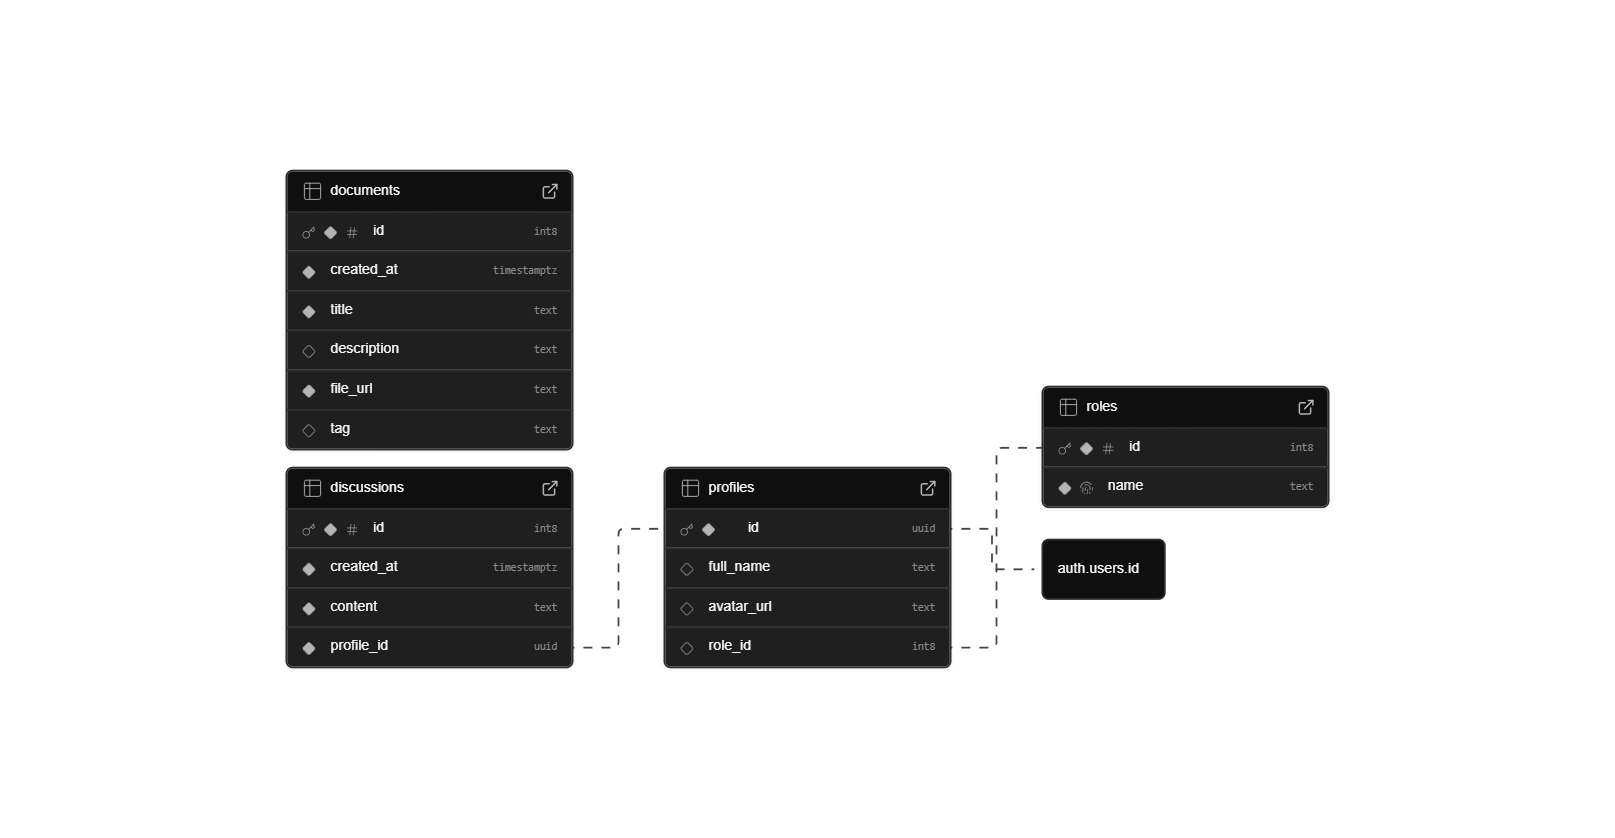 documents
# id int8
created_at timestamptz
title text
description text
file_url text
tag text
discussions
# id int8
created_at timestamptz
content text
profile_id uuid
profiles
id uuid
full_name text
avatar_url text
role_id int8
roles
# id int8
name text
auth.users.id